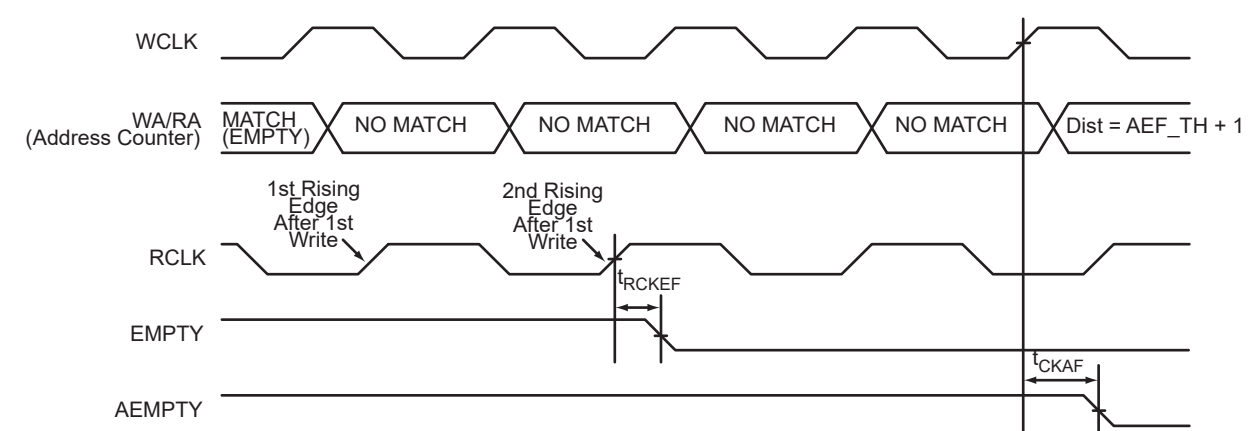 WCLK
WA/RA
(Address Counter)
MATCH
(EMPTY)
NO MATCH
NO MATCH
NO MATCH
NO MATCH
Dist = AEF_TH + 1
1st Rising
Edge
After 1st
Write
2nd Rising
Edge
After 1st
Write
RCLK
tRCKEF
EMPTY
tCKAF
AEMPTY